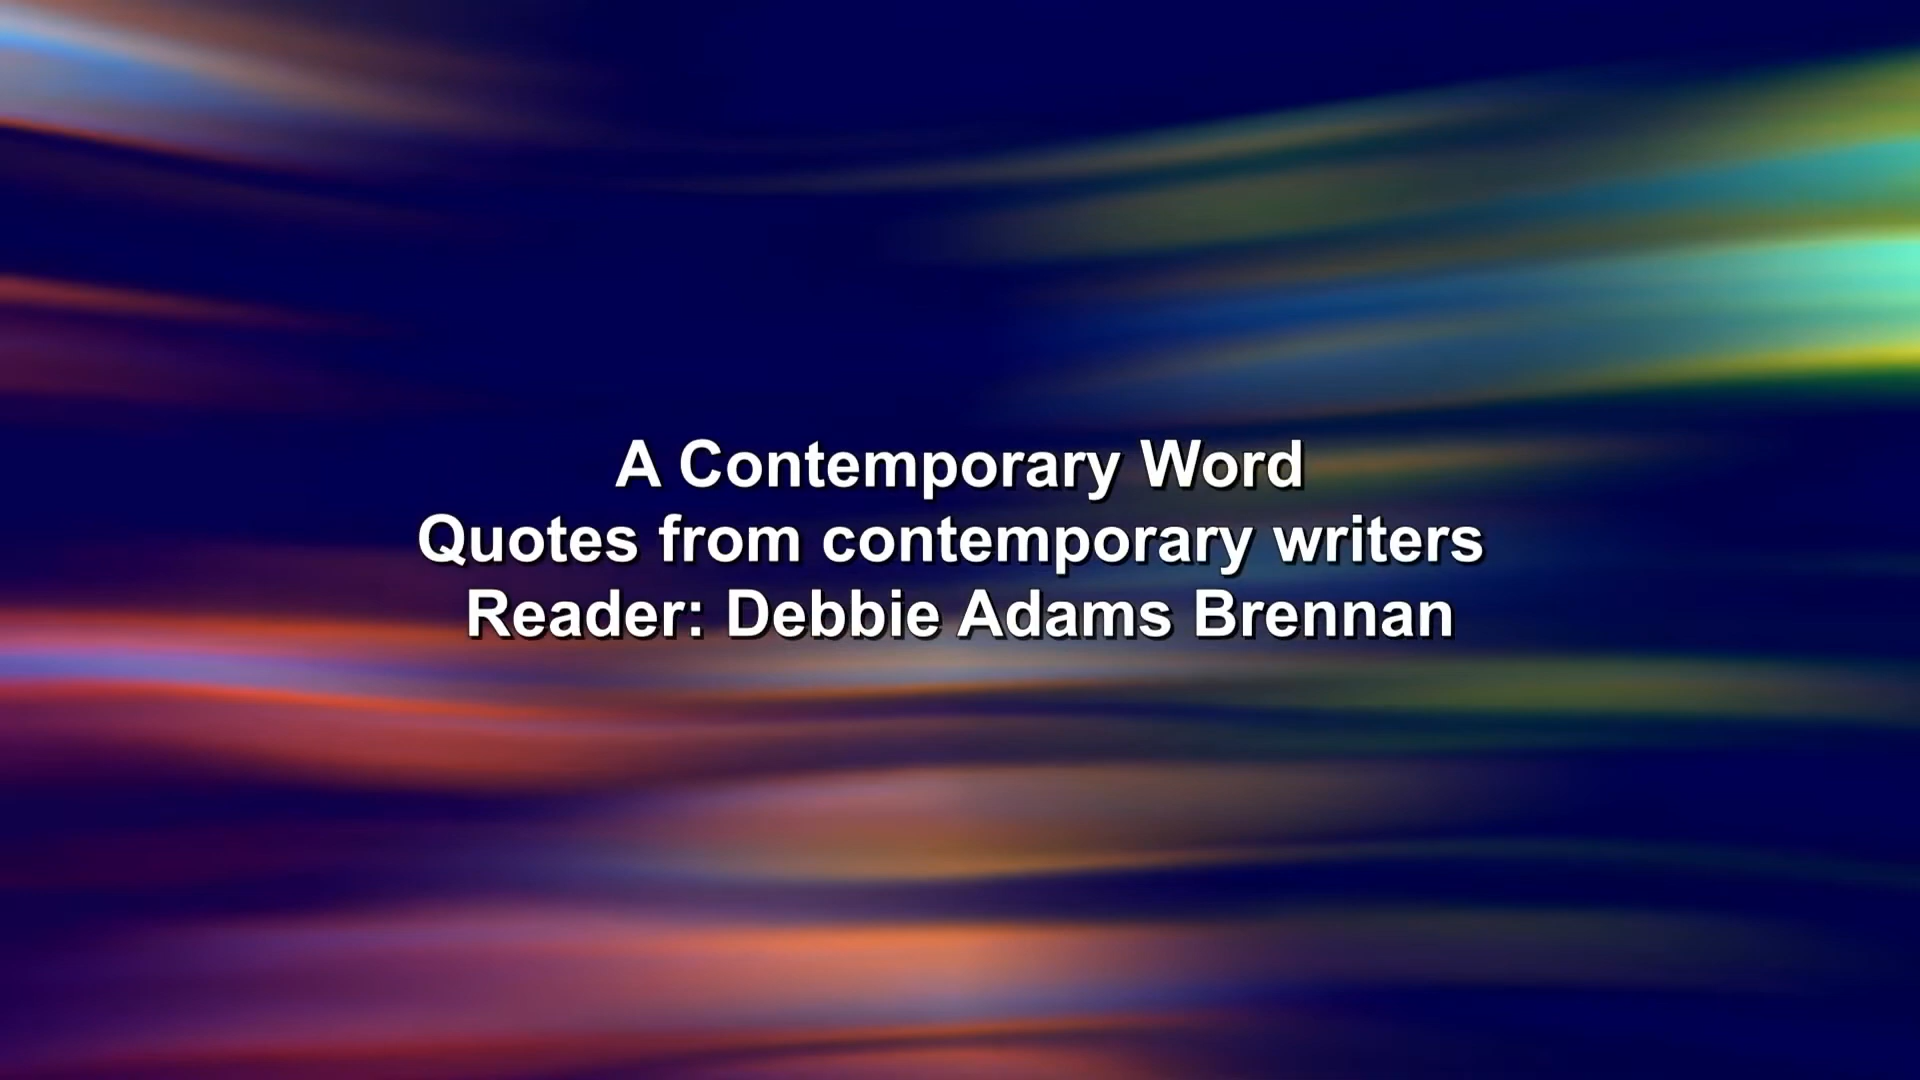 A Contemporary Word
Quotes from contemporary writers
Reader: Debbie Adams Brennan